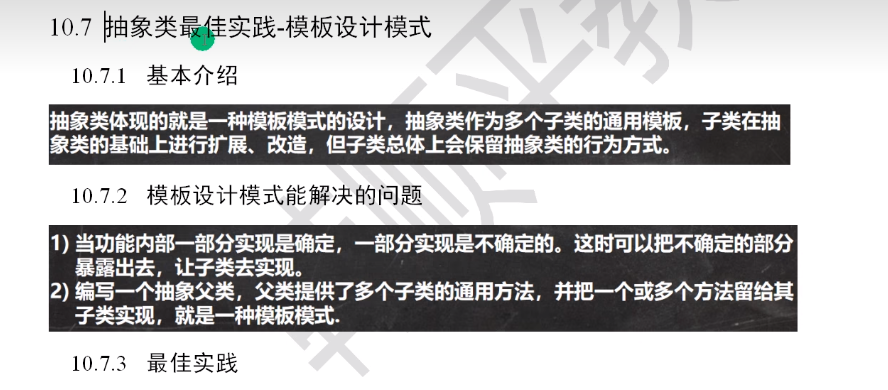 10.7 抽象类最佳实践-模板设计模式
10.7.1 基本介绍
抽象类体现的就是一种模板模式的设计，抽象类作为多个子类的通用模板，子类在抽
象类的基础上进行扩展、改造，但子类总体上会保留抽象类的行为方式。
10.7.2 模板设计模式能解决的问题
1) 当功能内部一部分实现是确定，一部分实现是不确定的。这时可以把不确定的部分
暴露出去，让子类去实现。
2) 编写一个抽象父类，父类提供了多个子类的通用方法，并把一个或多个方法留给其
子类实现，就是一种模板模式.
10.7.3 最佳实践
韩顺平教